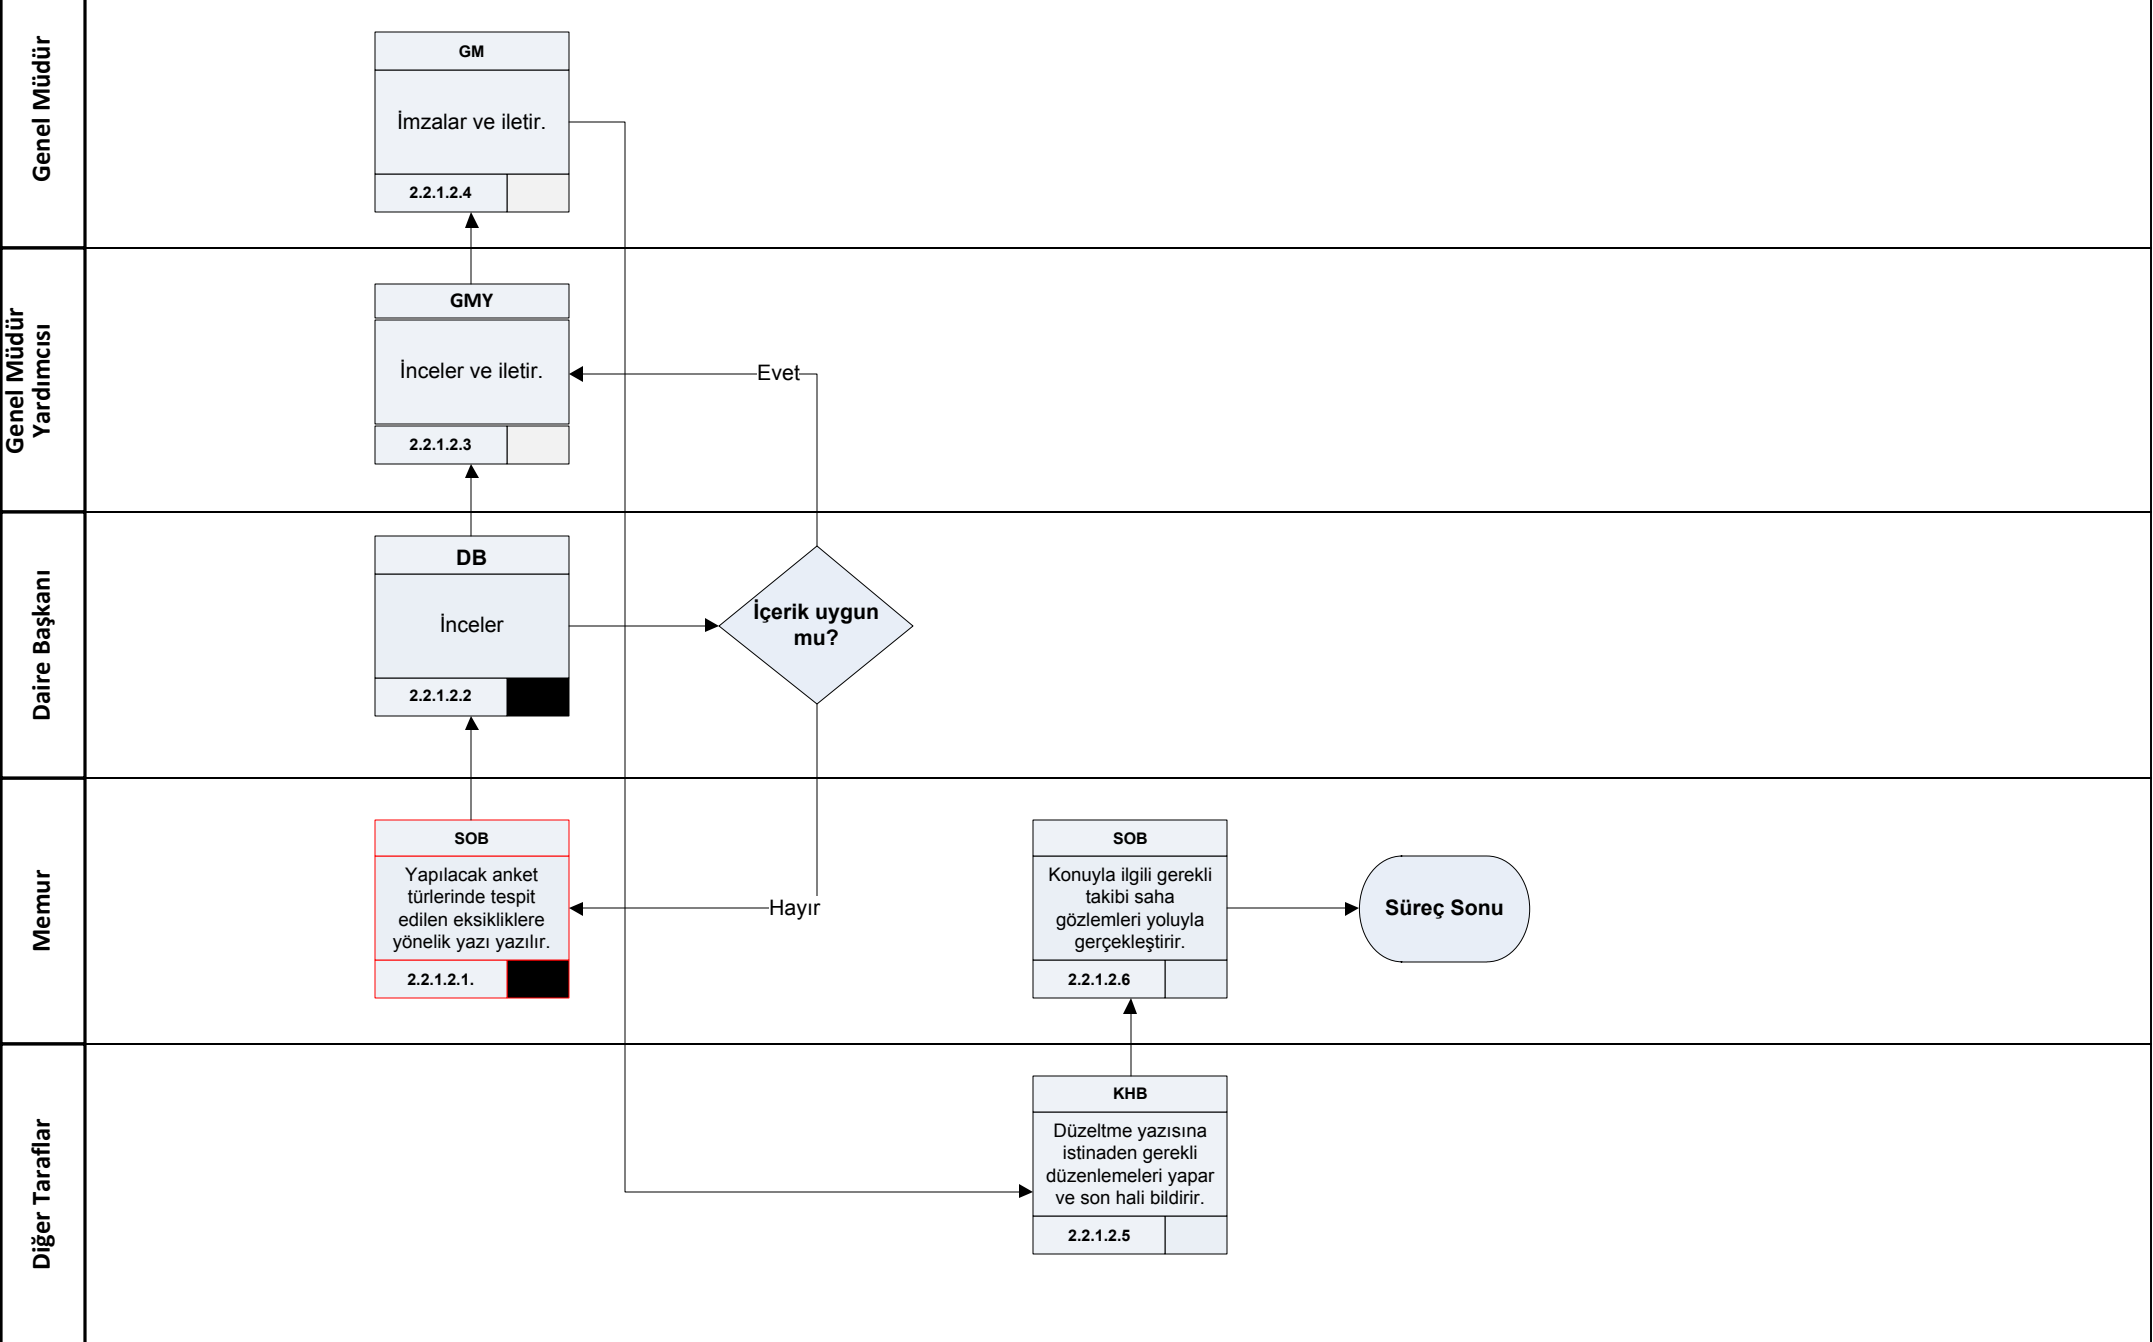 Genel Müdür
GM
İmzalar ve iletir.
2.2.1.2.4
Genel Müdür
Yardımcısı
GMY
İnceler ve iletir.
2.2.1.2.3
Evet
Daire Başkanı
DB
İnceler
2.2.1.2.2
İçerik uygun
mu?
Memur
SOB
Yapılacak anket
türlerinde tespit
edilen eksikliklere
yönelik yazı yazılır.
2.2.1.2.1.
Hayır
SOB
Konuyla ilgili gerekli
takibi saha
gözlemleri yoluyla
gerçekleştirir.
2.2.1.2.6
Süreç Sonu
Diğer Taraflar
KHB
Düzeltme yazısına
istinaden gerekli
düzenlemeleri yapar
ve son hali bildirir.
2.2.1.2.5